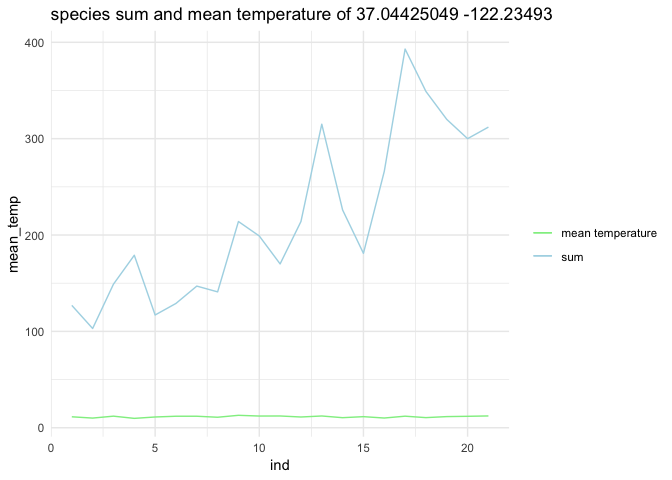 species sum and mean temperature of 37.04425049 -122.23493
400
300
200
100
0
mean_temp
0 5 10 15 20
ind
mean temperature
sum